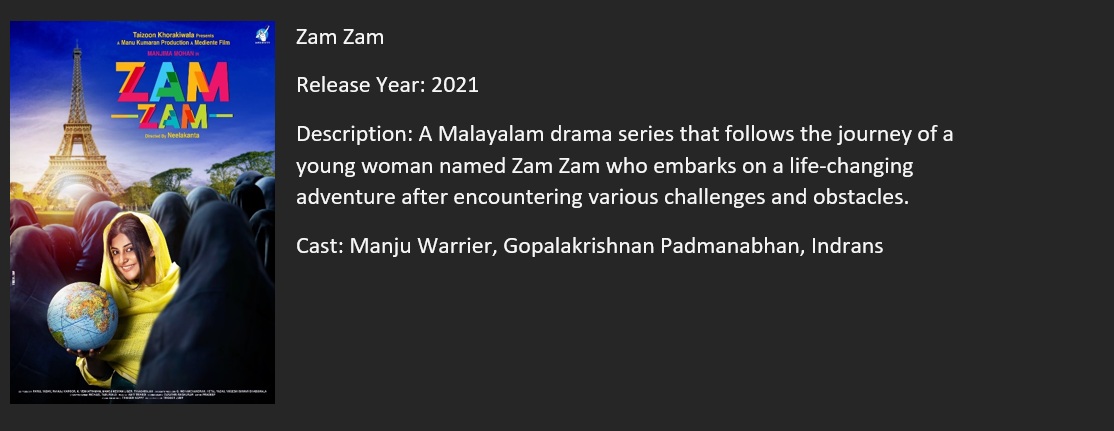 Taizoon Khorakiwala Presents
A Manu Kumaran Production & Mediente Film
MANJIMA MOHAN in
ZAM
ZAM
Directed By Neelakanta
Zam Zam
Release Year: 2021
Description: A Malayalam drama series that follows the journey of a
young woman named Zam Zam who embarks on a life-changing
adventure after encountering various challenges and obstacles.
Cast: Manju Warrier, Gopalakrishnan Padmanabhan, Indrans